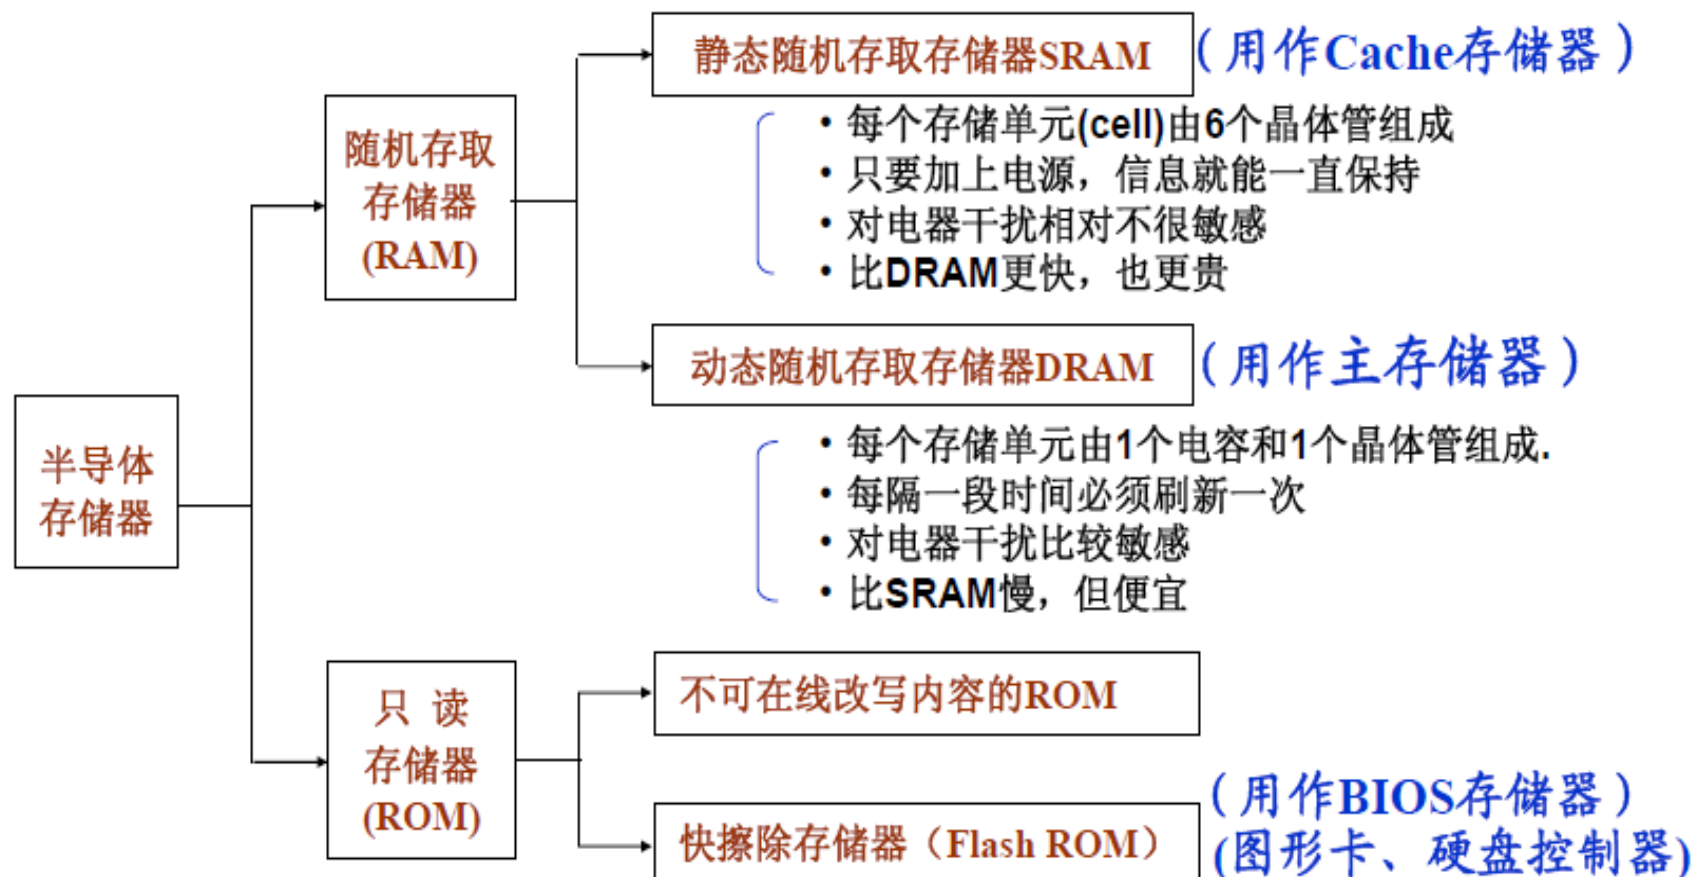 静态随机存取存储器SRAM
（用作Cache存储器）
• 每个存储单元(cell)由6个晶体管组成
• 只要加上电源，信息就能一直保持
• 对电器干扰相对不很敏感
• 比DRAM更快，也更贵
随机存取
存储器
(RAM)
动态随机存取存储器DRAM
（用作主存储器）
• 每个存储单元由1个电容和1个晶体管组成.
• 每隔一段时间必须刷新一次
• 对电器干扰比较敏感
• 比SRAM慢，但便宜
半导体
存储器
只 读
存储器
(ROM)
不可在线改写内容的ROM
快擦除存储器（Flash ROM）
（用作BIOS存储器）
(图形卡、硬盘控制器)